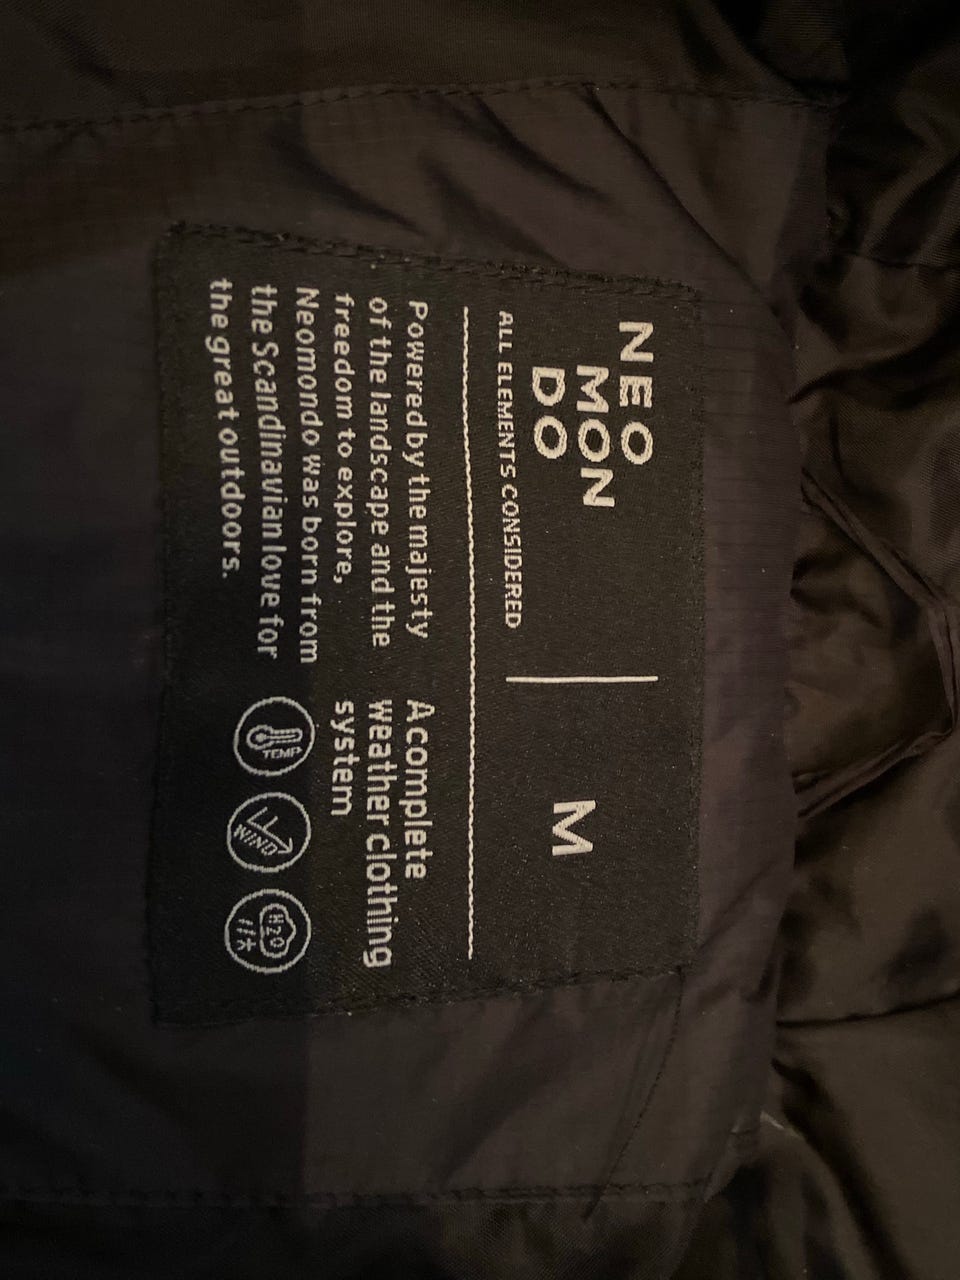 NEO
MON
DO
ALL ELEMENTS CONSIDERED
M
Powered by the majesty
of the landscape and the
freedom to explore,
Neomondo was born from
the Scandinavian love for
the great outdoors.
A complete
weather clothing
system
TEMP
WIND
H2O